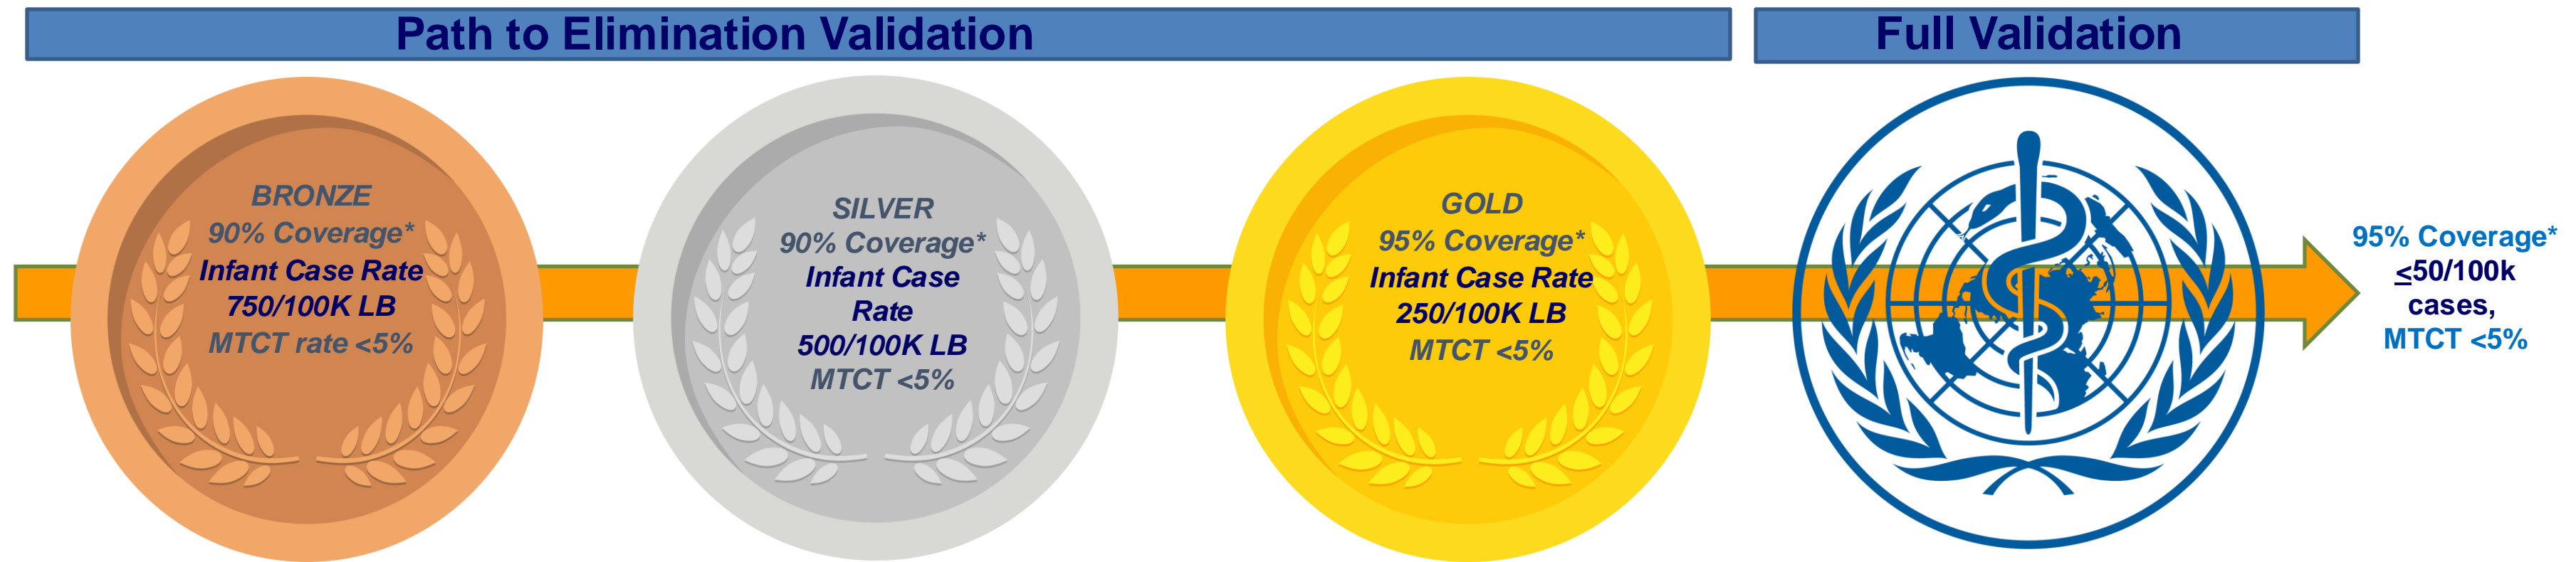 Path to Elimination Validation
Full Validation
BRONZE
90% Coverage*
Infant Case Rate
750/100K LB
MTCT rate <5%
SILVER
90% Coverage*
Infant Case
Rate
500/100K LB
MTCT <5%
GOLD
95% Coverage*
Infant Case Rate
250/100K LB
MTCT <5%
95% Coverage*
≤50/100k
cases,
MTCT <5%